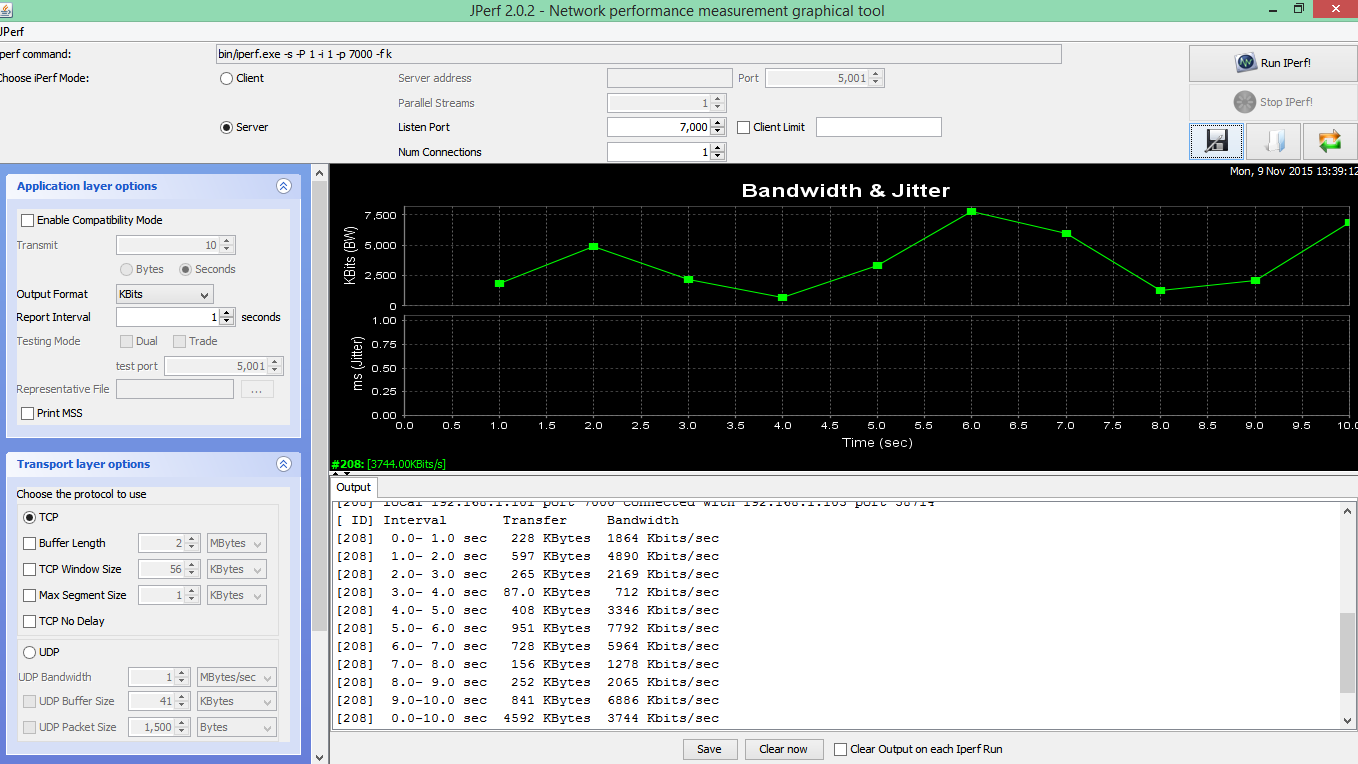 JPerf 2.0.2 - Network performance measurement graphical tool
JPerf
perf command: bin/iperf.exe -s -P 1 -i 1 -p 7000 -f k
Choose iPerf Mode: Client Server address Port 5,001
Parallel Streams 1
Server Listen Port 7,000 Client Limit
Num Connections 1
Run IPerf!
Stop IPerf!
Application layer options
Enable Compatibility Mode
Transmit 10
Bytes Seconds
Output Format KBits
Report Interval 1 seconds
Testing Mode Dual Trade
test port 5,001
Representative File ...
Print MSS
Transport layer options
Choose the protocol to use
TCP
Buffer Length 2 MBytes
TCP Window Size 56 KBytes
Max Segment Size 1 KBytes
TCP No Delay
UDP
UDP Bandwidth 1 MBytes/sec
UDP Buffer Size 41 KBytes
UDP Packet Size 1,500 Bytes
Mon, 9 Nov 2015 13:39:12
Bandwidth & Jitter
KBits (BW)
7,500
5,000
2,500
0
ms (Jitter)
1.00
0.75
0.50
0.25
0.00
0.0 0.5 1.0 1.5 2.0 2.5 3.0 3.5 4.0 4.5 5.0 5.5 6.0 6.5 7.0 7.5 8.0 8.5 9.0 9.5 10.0
Time (sec)
#208: [3744.00KBits/s]
Output
[208] local 192.168.1.101 port 7000 connected with 192.168.1.103 port 58714
[ ID] Interval Transfer Bandwidth
[208] 0.0- 1.0 sec 228 KBytes 1864 Kbits/sec
[208] 1.0- 2.0 sec 597 KBytes 4890 Kbits/sec
[208] 2.0- 3.0 sec 265 KBytes 2169 Kbits/sec
[208] 3.0- 4.0 sec 87.0 KBytes 712 Kbits/sec
[208] 4.0- 5.0 sec 408 KBytes 3346 Kbits/sec
[208] 5.0- 6.0 sec 951 KBytes 7792 Kbits/sec
[208] 6.0- 7.0 sec 728 KBytes 5964 Kbits/sec
[208] 7.0- 8.0 sec 156 KBytes 1278 Kbits/sec
[208] 8.0- 9.0 sec 252 KBytes 2065 Kbits/sec
[208] 9.0-10.0 sec 841 KBytes 6886 Kbits/sec
[208] 0.0-10.0 sec 4592 KBytes 3744 Kbits/sec
Save Clear now Clear Output on each Iperf Run